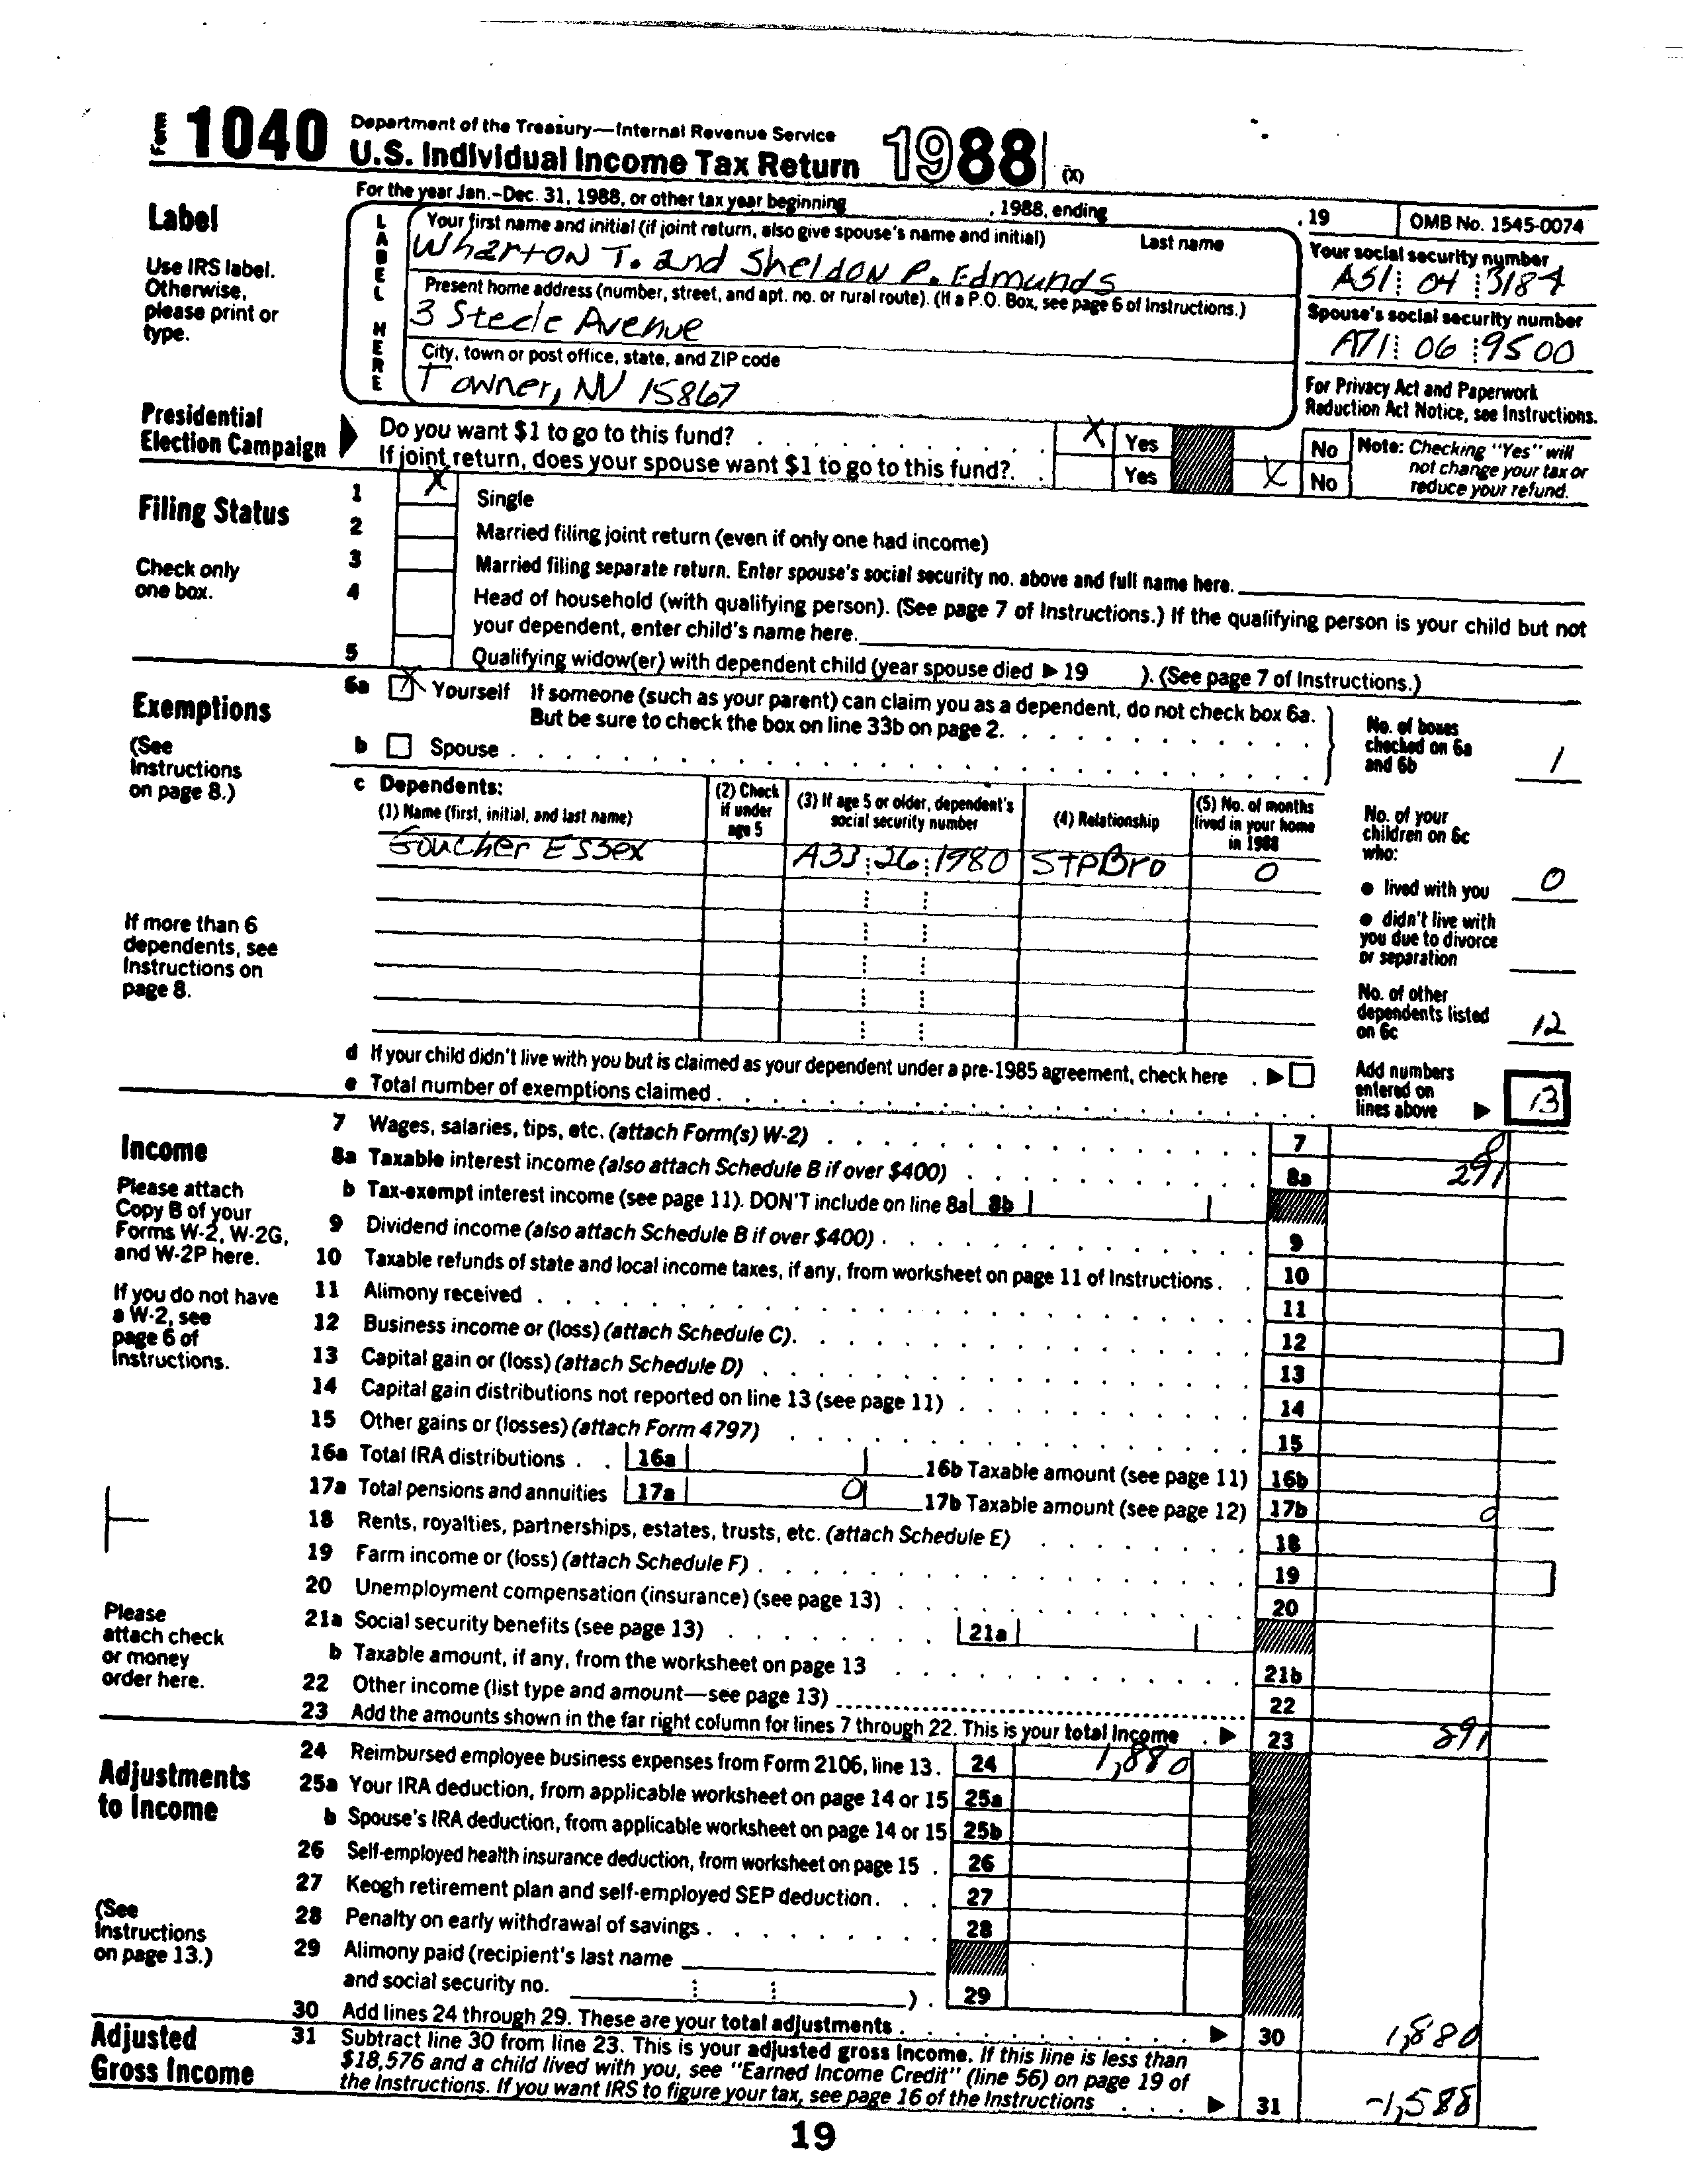 Form 1040 Department of the Treasury—Internal Revenue Service
U.S. Individual Income Tax Return 1988 (X)
For the year Jan.–Dec. 31, 1988, or other tax year beginning , 1988, ending , 19 OMB No. 1545-0074
Label
Use IRS label.
Otherwise,
please print or
type.
LABEL HERE
Your first name and initial (if joint return, also give spouse's name and initial) Last name
Wharton T. and Sheldon P. Edmunds
Your social security number
A51 04 3184
Present home address (number, street, and apt. no. or rural route). (If a P.O. Box, see page 6 of Instructions.)
3 Steele Avenue
Spouse's social security number
A71 06 9500
City, town or post office, state, and ZIP code
Towner, NV 15867
For Privacy Act and Paperwork
Reduction Act Notice, see Instructions.
Presidential
Election Campaign
Do you want $1 to go to this fund? X Yes No
If joint return, does your spouse want $1 to go to this fund? Yes X No
Note: Checking "Yes" will
not change your tax or
reduce your refund.
Filing Status
Check only
one box.
1 X Single
2 Married filing joint return (even if only one had income)
3 Married filing separate return. Enter spouse's social security no. above and full name here.
4 Head of household (with qualifying person). (See page 7 of Instructions.) If the qualifying person is your child but not
your dependent, enter child's name here.
5 Qualifying widow(er) with dependent child (year spouse died ▶ 19 ). (See page 7 of Instructions.)
Exemptions
(See
Instructions
on page 8.)
6a X Yourself If someone (such as your parent) can claim you as a dependent, do not check box 6a.
But be sure to check the box on line 33b on page 2.
b Spouse
No. of boxes
checked on 6a
and 6b 1
c Dependents:
(1) Name (first, initial, and last name)
(2) Check
if under
age 5
(3) If age 5 or older, dependent's
social security number
(4) Relationship
(5) No. of months
lived in your home
in 1988
Goucher Essex A33 26 1980 STPBro 0
No. of your
children on 6c
who:
● lived with you 0
● didn't live with
you due to divorce
or separation
No. of other
dependents listed
on 6c 12
If more than 6
dependents, see
Instructions on
page 8.
d If your child didn't live with you but is claimed as your dependent under a pre-1985 agreement, check here ▶
e Total number of exemptions claimed
Add numbers
entered on
lines above ▶ 13
Income
Please attach
Copy B of your
Forms W-2, W-2G,
and W-2P here.
If you do not have
a W-2, see
page 6 of
Instructions.
Please
attach check
or money
order here.
7 Wages, salaries, tips, etc. (attach Form(s) W-2) 7 0
8a Taxable interest income (also attach Schedule B if over $400) 8a 291
b Tax-exempt interest income (see page 11). DON'T include on line 8a 8b
9 Dividend income (also attach Schedule B if over $400) 9
10 Taxable refunds of state and local income taxes, if any, from worksheet on page 11 of Instructions 10
11 Alimony received 11
12 Business income or (loss) (attach Schedule C) 12
13 Capital gain or (loss) (attach Schedule D) 13
14 Capital gain distributions not reported on line 13 (see page 11) 14
15 Other gains or (losses) (attach Form 4797) 15
16a Total IRA distributions 16a 16b Taxable amount (see page 11) 16b
17a Total pensions and annuities 17a 0 17b Taxable amount (see page 12) 17b 0
18 Rents, royalties, partnerships, estates, trusts, etc. (attach Schedule E) 18
19 Farm income or (loss) (attach Schedule F) 19
20 Unemployment compensation (insurance) (see page 13) 20
21a Social security benefits (see page 13) 21a
b Taxable amount, if any, from the worksheet on page 13 21b
22 Other income (list type and amount—see page 13) 22
23 Add the amounts shown in the far right column for lines 7 through 22. This is your total income ▶ 23 291
Adjustments
to Income
(See
Instructions
on page 13.)
24 Reimbursed employee business expenses from Form 2106, line 13 24 1,880
25a Your IRA deduction, from applicable worksheet on page 14 or 15 25a
b Spouse's IRA deduction, from applicable worksheet on page 14 or 15 25b
26 Self-employed health insurance deduction, from worksheet on page 15 26
27 Keogh retirement plan and self-employed SEP deduction 27
28 Penalty on early withdrawal of savings 28
29 Alimony paid (recipient's last name
and social security no. ) 29
30 Add lines 24 through 29. These are your total adjustments ▶ 30 1,880
Adjusted
Gross Income
31 Subtract line 30 from line 23. This is your adjusted gross income. If this line is less than
$18,576 and a child lived with you, see "Earned Income Credit" (line 56) on page 19 of
the Instructions. If you want IRS to figure your tax, see page 16 of the Instructions ▶ 31 -1,588
19